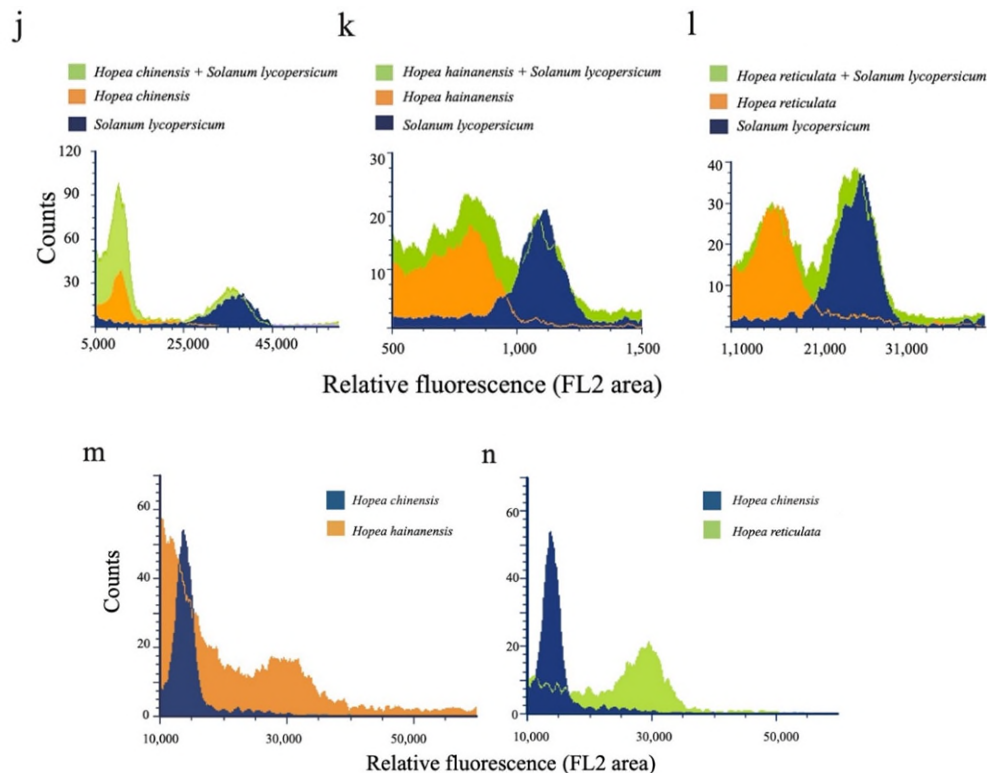 j
k
l
Hopea chinensis + Solanum lycopersicum
Hopea chinensis
Solanum lycopersicum
Hopea hainanensis + Solanum lycopersicum
Hopea hainanensis
Solanum lycopersicum
Hopea reticulata + Solanum lycopersicum
Hopea reticulata
Solanum lycopersicum
Counts
120
90
60
30
5,000 25,000 45,000
30
20
10
500 1,000 1,500
40
30
20
10
1,1000 21,000 31,000
Relative fluorescence (FL2 area)
m
n
Hopea chinensis
Hopea hainanensis
Hopea chinensis
Hopea reticulata
Counts
60
40
20
0
10,000 30,000 50,000
60
40
20
0
10,000 30,000 50,000
Relative fluorescence (FL2 area)